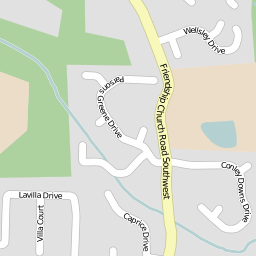 Wellsley Drive
Friendship Church Road Southwest
Parsons
Greene Drive
Conley Downs Drive
Lavilla Drive
Villa Court
Caprice Drive